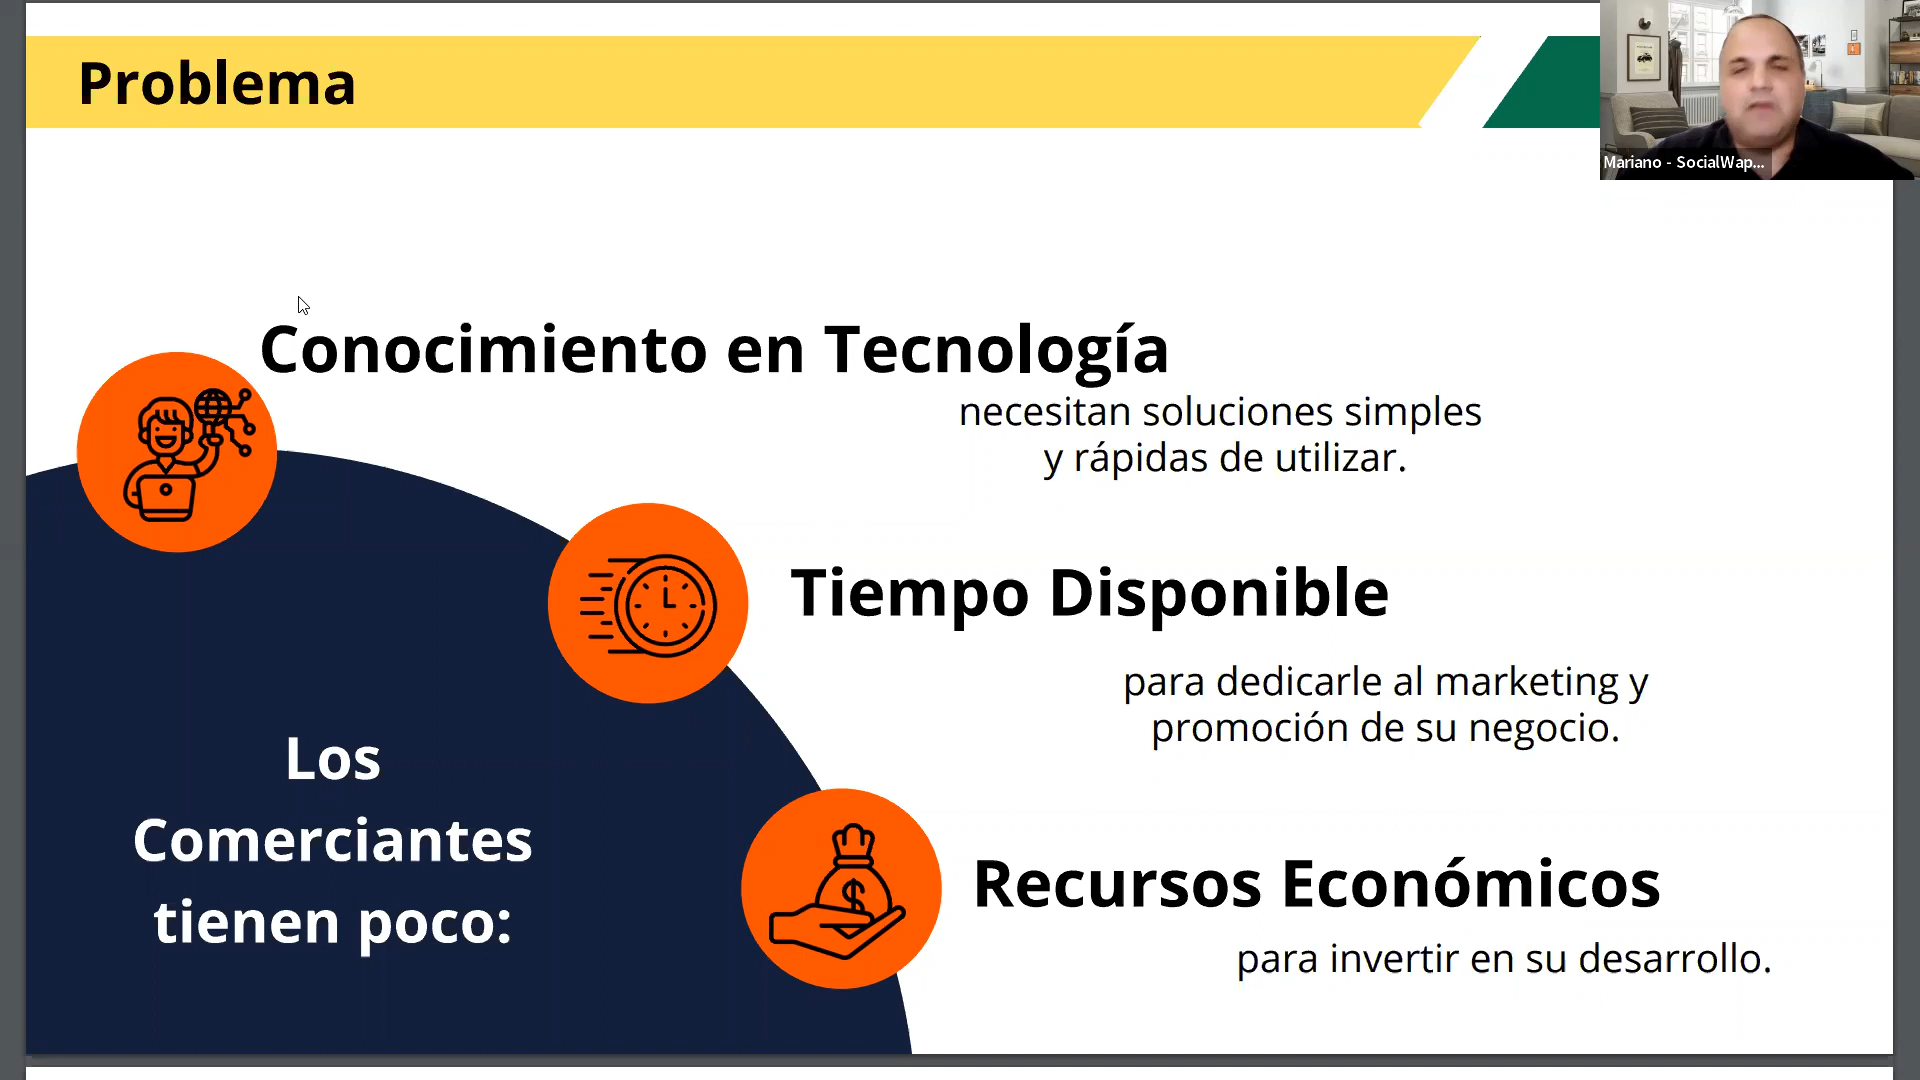 Problema
Mariano - SocialWap...
Conocimiento en Tecnología
necesitan soluciones simples
y rápidas de utilizar.
Tiempo Disponible
para dedicarle al marketing y
promoción de su negocio.
Los
Comerciantes
tienen poco:
Recursos Económicos
para invertir en su desarrollo.